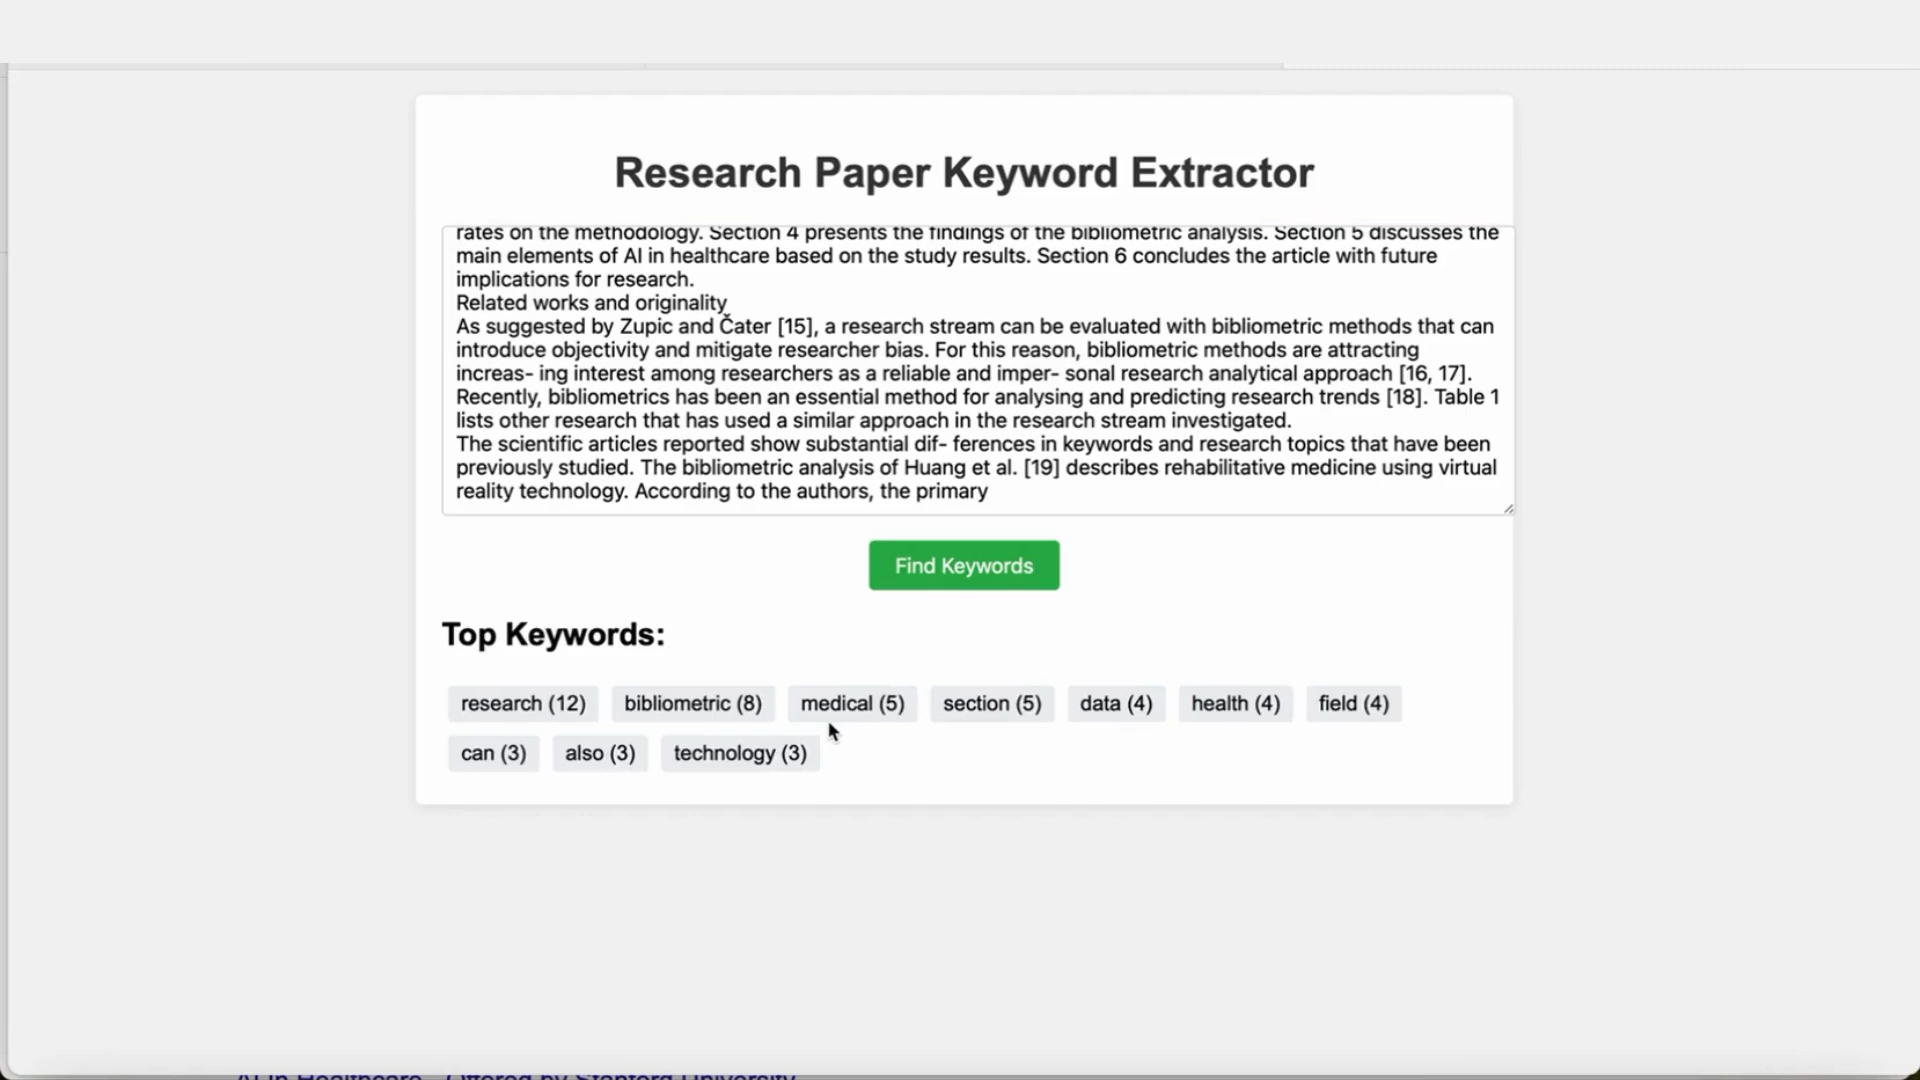 Research Paper Keyword Extractor
rates on the methodology. Section 4 presents the findings of the bibliometric analysis. Section 5 discusses the
main elements of AI in healthcare based on the study results. Section 6 concludes the article with future
implications for research.
Related works and originality
As suggested by Zupic and Čater [15], a research stream can be evaluated with bibliometric methods that can
introduce objectivity and mitigate researcher bias. For this reason, bibliometric methods are attracting
increas- ing interest among researchers as a reliable and imper- sonal research analytical approach [16, 17].
Recently, bibliometrics has been an essential method for analysing and predicting research trends [18]. Table 1
lists other research that has used a similar approach in the research stream investigated.
The scientific articles reported show substantial dif- ferences in keywords and research topics that have been
previously studied. The bibliometric analysis of Huang et al. [19] describes rehabilitative medicine using virtual
reality technology. According to the authors, the primary
Find Keywords
Top Keywords:
research (12) bibliometric (8) medical (5) section (5) data (4) health (4) field (4)
can (3) also (3) technology (3)
AI in Healthcare - Offered by Stanford University